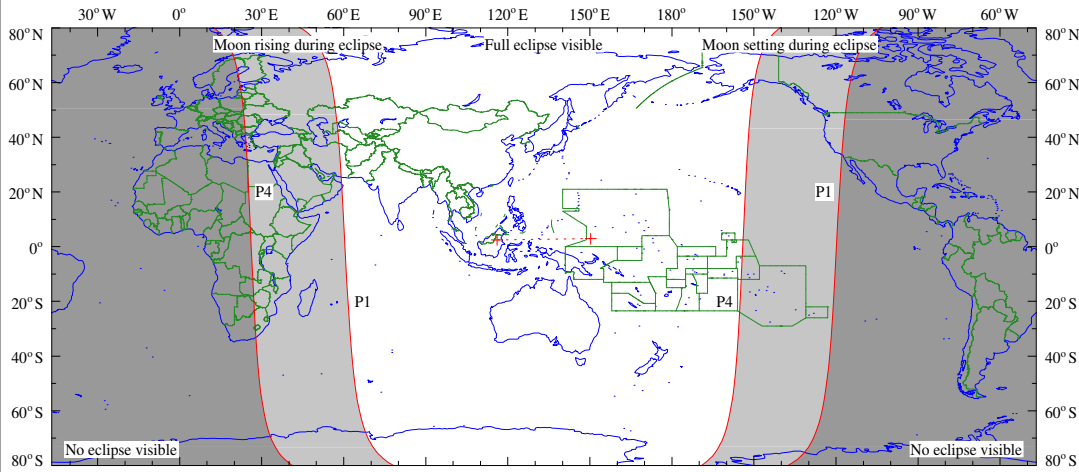 30° W 0° 30° E 60° E 90° E 120° E 150° E 150° W 120° W 90° W 60° W
80° N 80° N
Moon rising during eclipse Full eclipse visible Moon setting during eclipse
60° N 60° N
40° N 40° N
20° N P4 P1 20° N
0° 0°
20° S P1 P4 20° S
40° S 40° S
60° S 60° S
No eclipse visible No eclipse visible
80° S 80° S